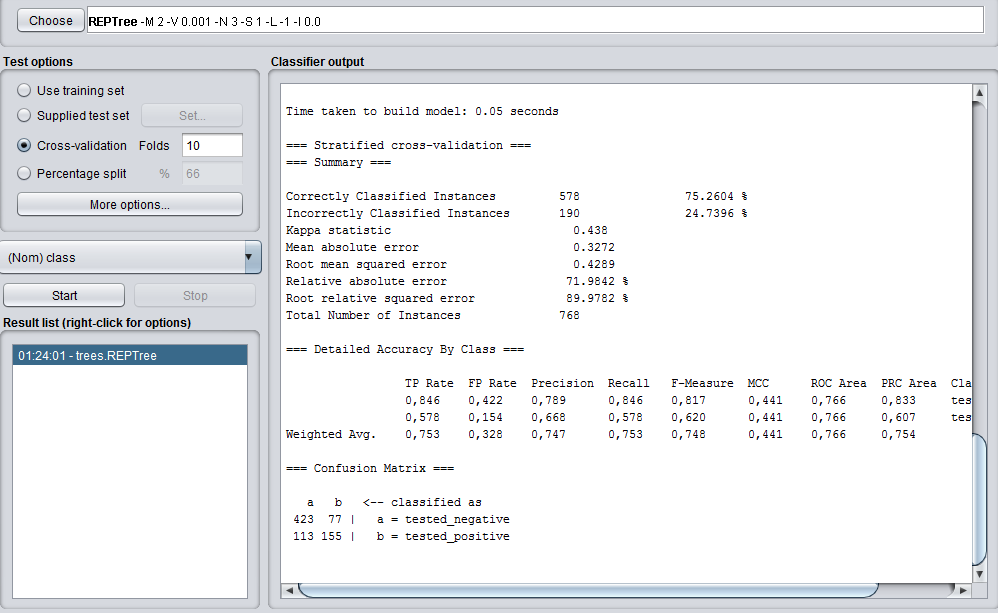 Choose
REPTree -M 2 -V 0.001 -N 3 -S 1 -L -1 -I 0.0
Test options
Use training set
Supplied test set Set...
Cross-validation Folds 10
Percentage split % 66
More options...
(Nom) class
Start Stop
Result list (right-click for options)
01:24:01 - trees.REPTree
Classifier output
Time taken to build model: 0.05 seconds
=== Stratified cross-validation ===
=== Summary ===
Correctly Classified Instances 578 75.2604 %
Incorrectly Classified Instances 190 24.7396 %
Kappa statistic 0.438
Mean absolute error 0.3272
Root mean squared error 0.4289
Relative absolute error 71.9842 %
Root relative squared error 89.9782 %
Total Number of Instances 768
=== Detailed Accuracy By Class ===
TP Rate FP Rate Precision Recall F-Measure MCC ROC Area PRC Area Cla
0,846 0,422 0,789 0,846 0,817 0,441 0,766 0,833 tes
0,578 0,154 0,668 0,578 0,620 0,441 0,766 0,607 tes
Weighted Avg. 0,753 0,328 0,747 0,753 0,748 0,441 0,766 0,754
=== Confusion Matrix ===
a b <-- classified as
423 77 | a = tested_negative
113 155 | b = tested_positive